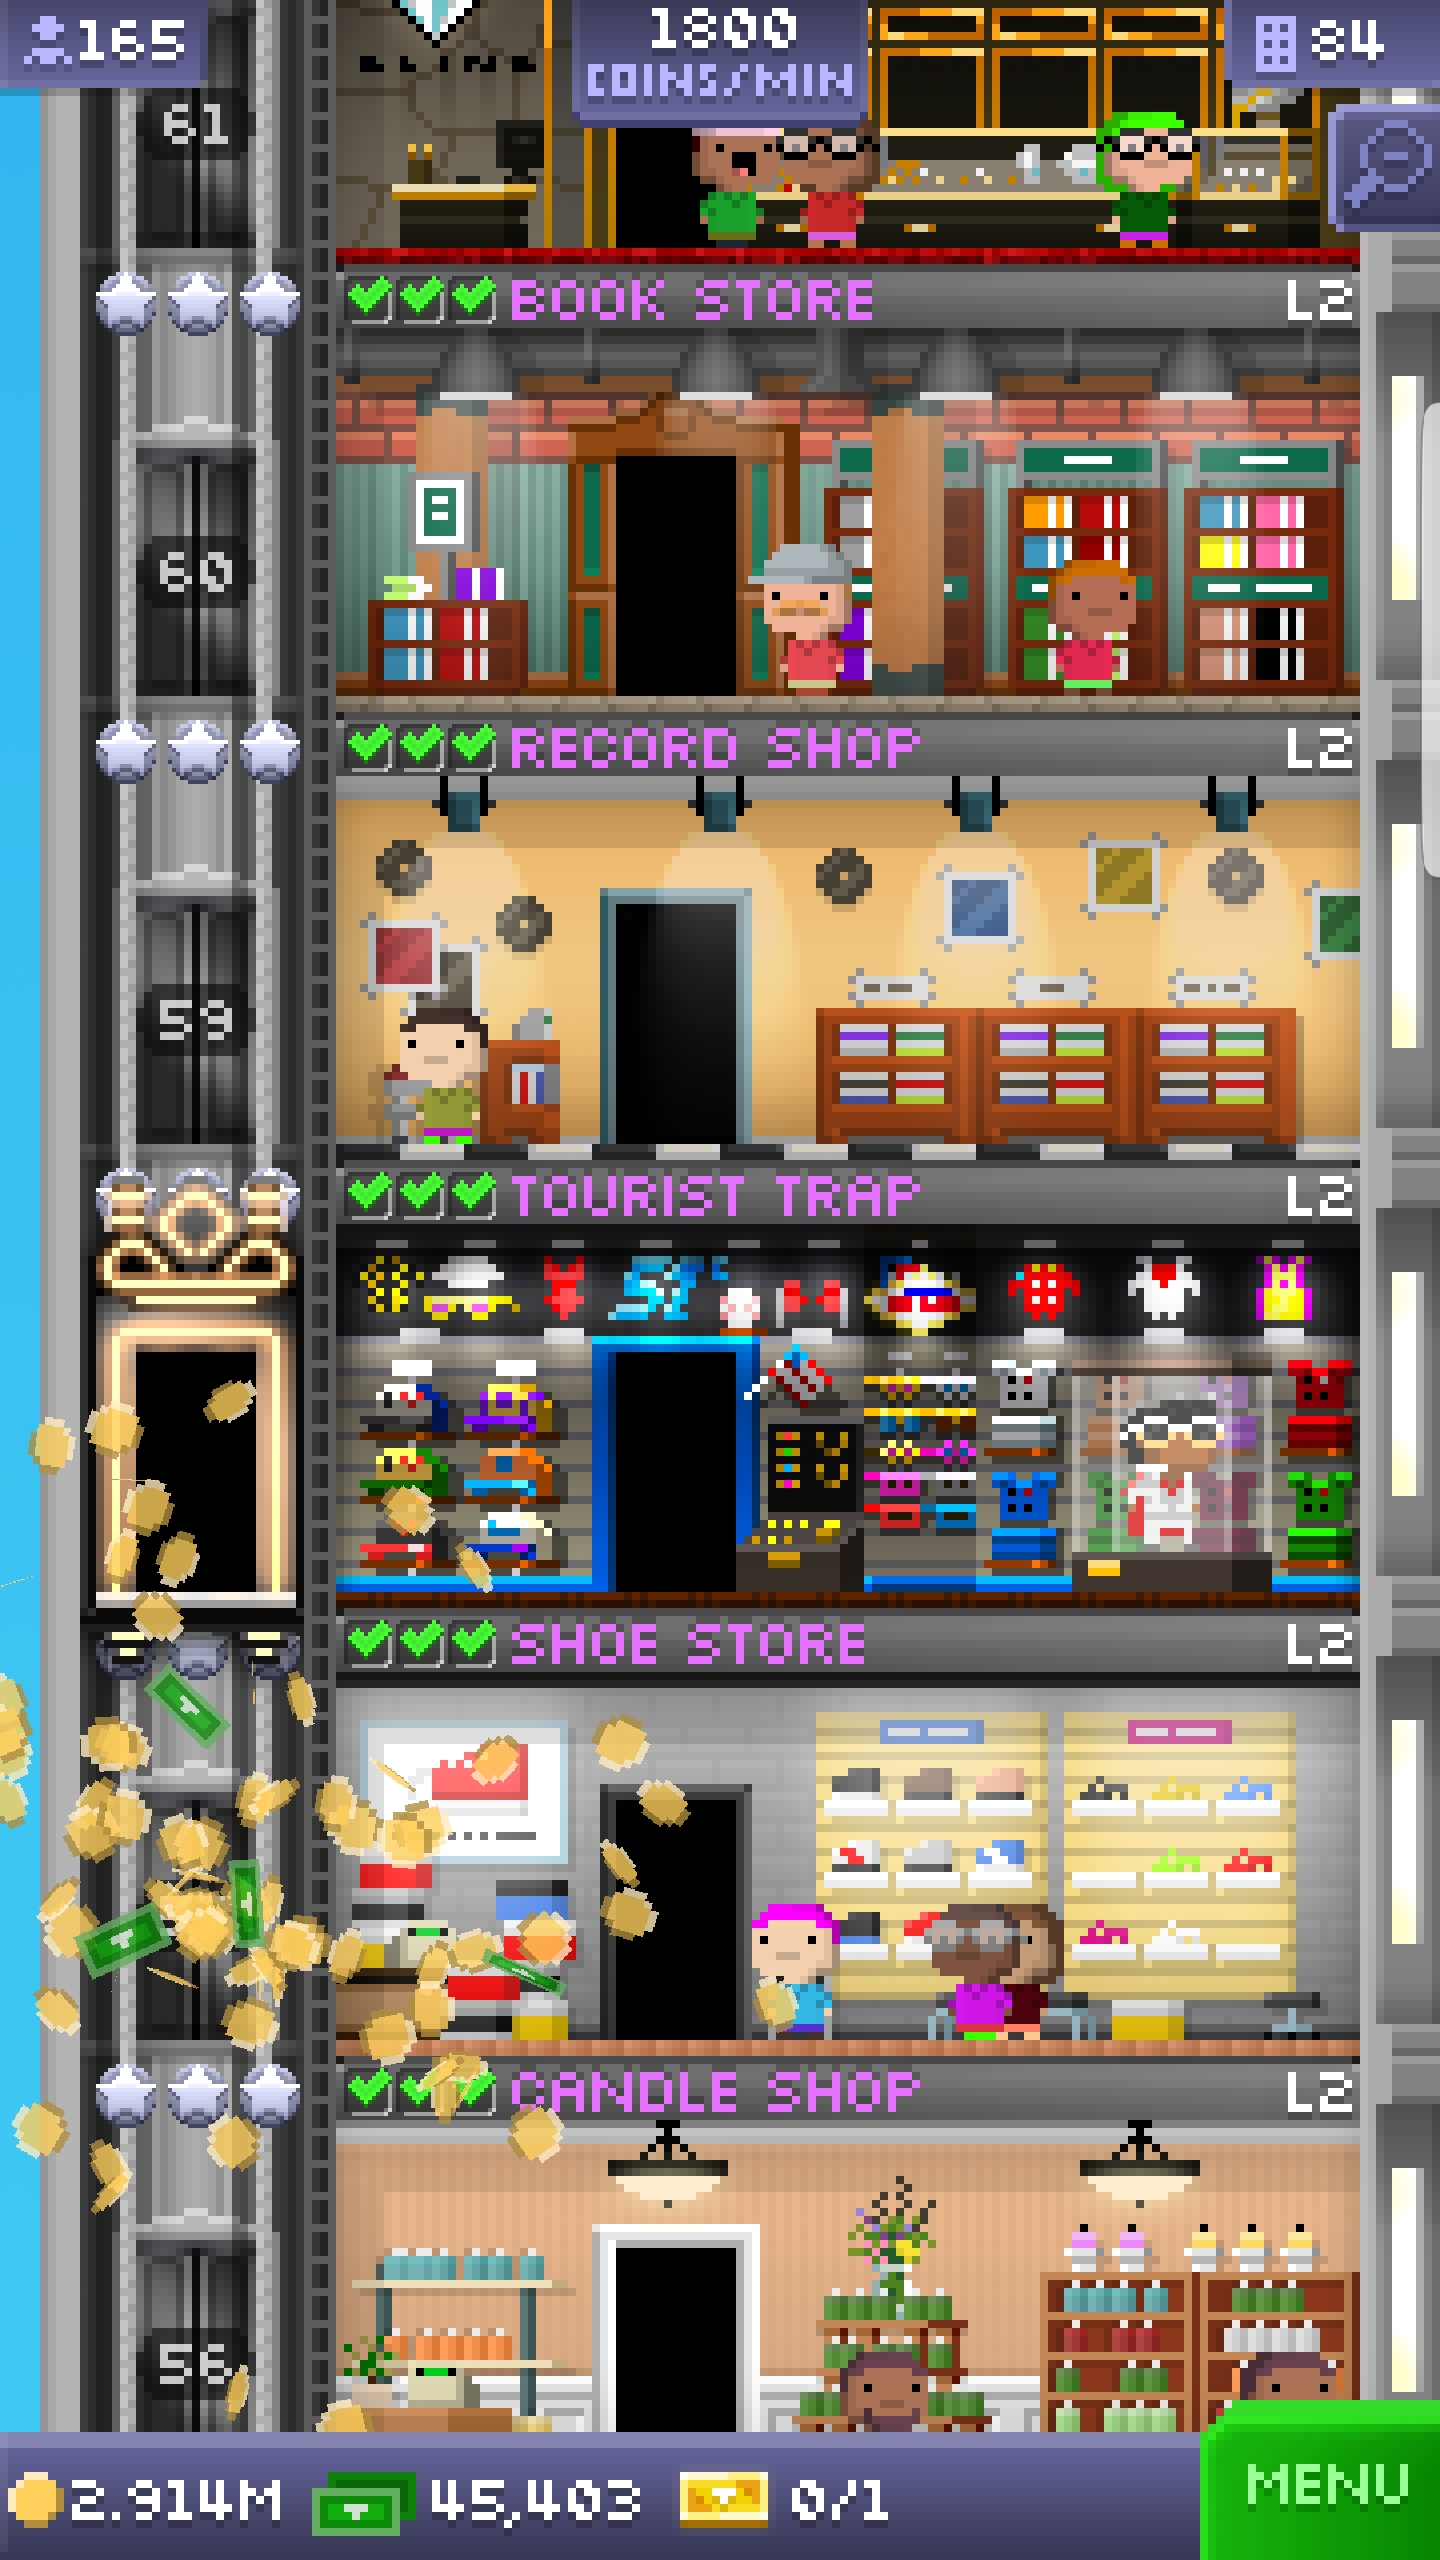 165
1800
COINS/MIN
84
61
BOOK STORE L2
60
RECORD SHOP L2
59
TOURIST TRAP L2
SHOE STORE L2
CANDLE SHOP L2
56
2.914M 45,403 0/1
MENU